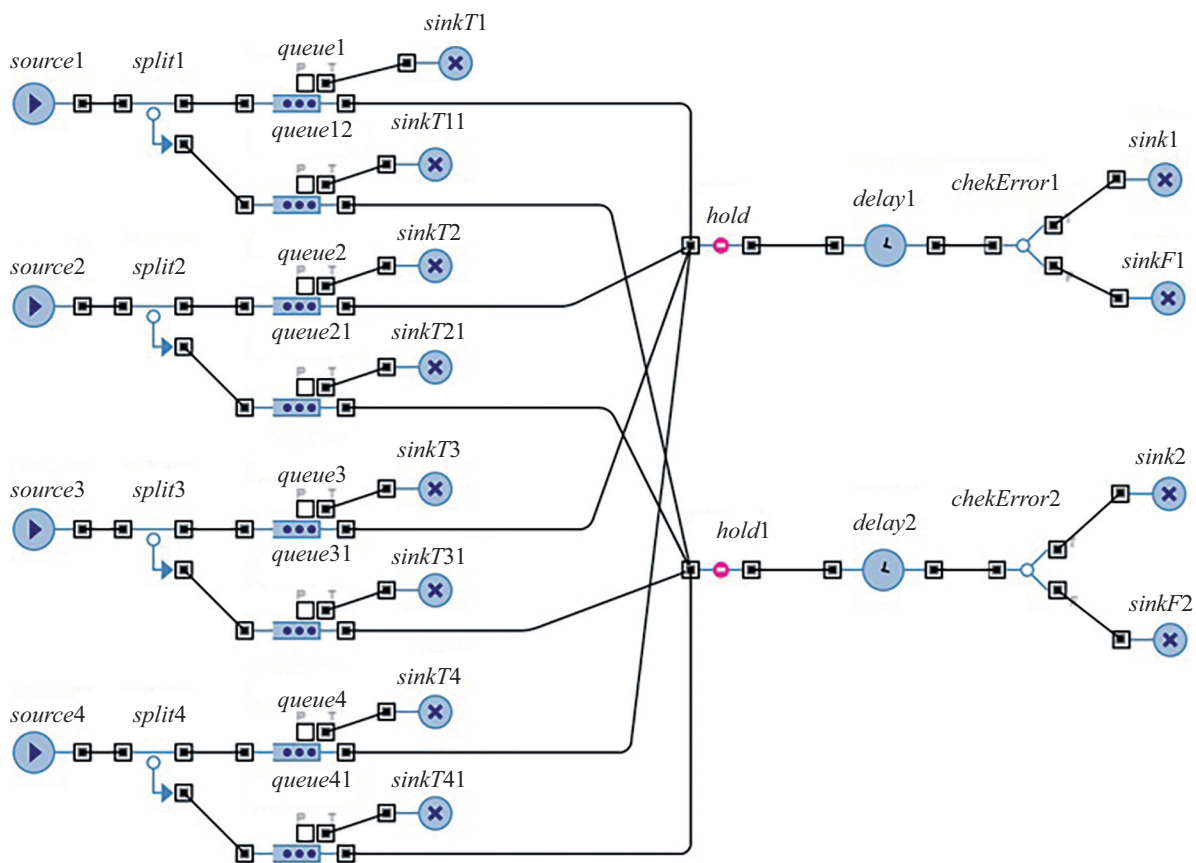 sinkT1
queue1
source1
split1
P T
sinkT11
queue12
P T
sinkT2
source2
split2
queue2
P T
sinkT21
queue21
P T
sinkT3
source3
split3
queue3
P T
sinkT31
queue31
P T
sinkT4
source4
split4
queue4
P T
sinkT41
queue41
P T
hold
delay1
chekError1
sink1
sinkF1
hold1
delay2
chekError2
sink2
sinkF2